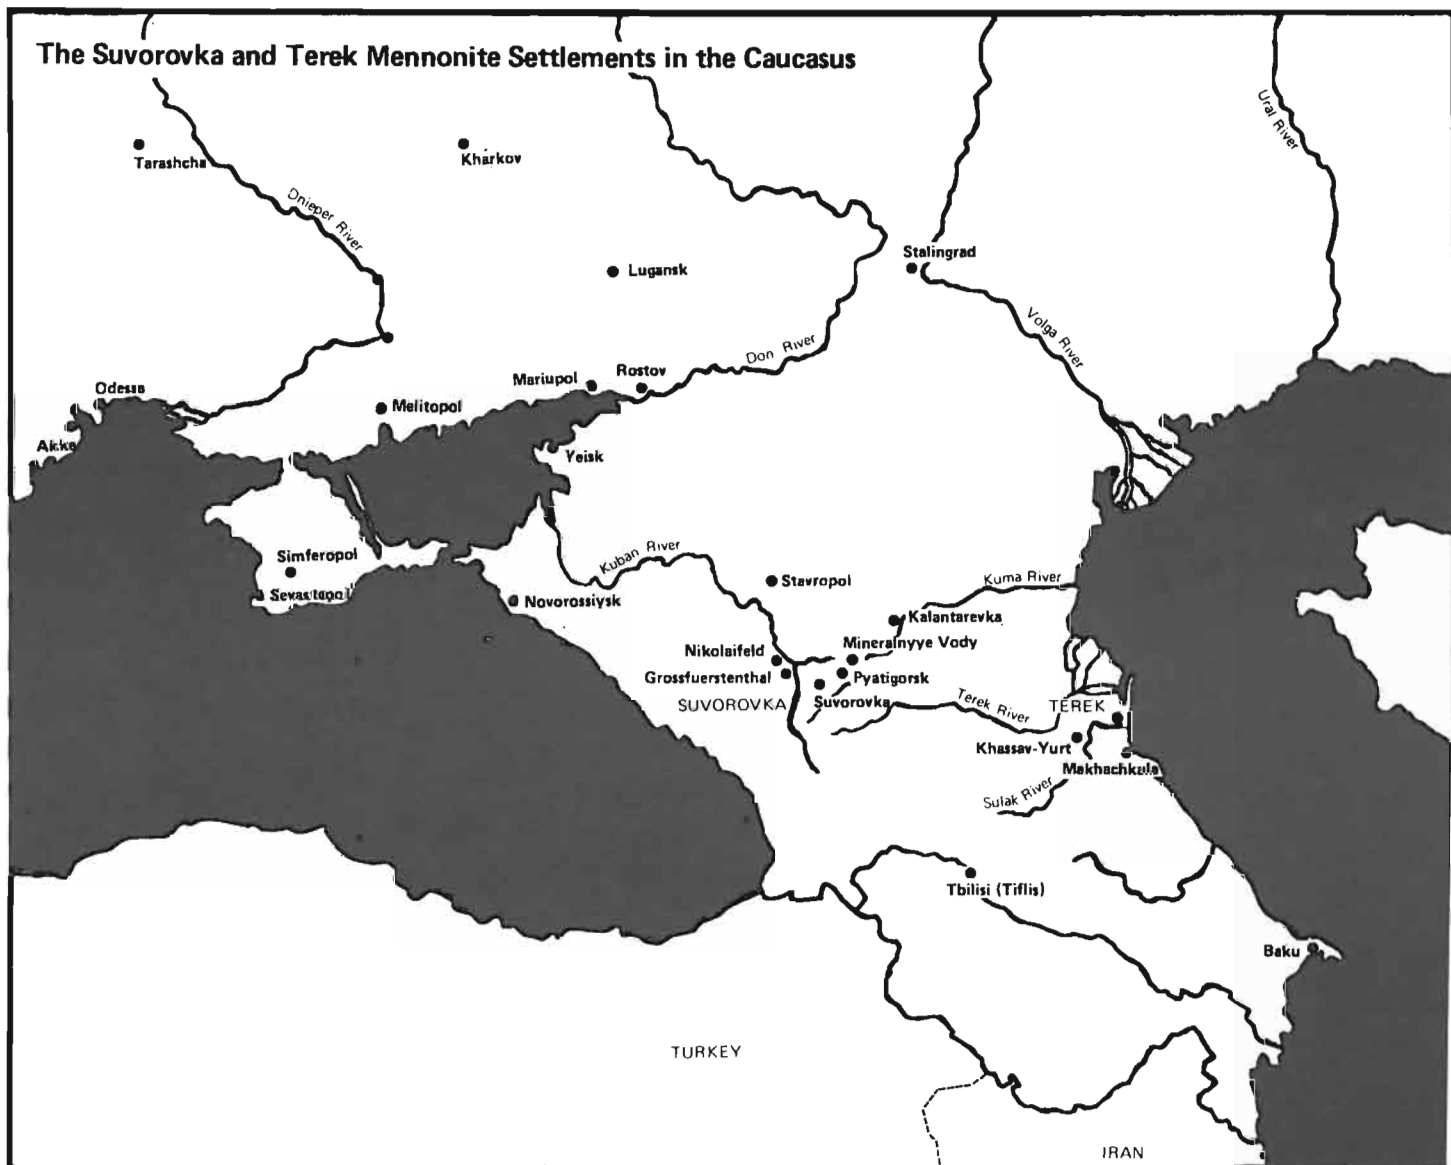 The Suvorovka and Terek Mennonite Settlements in the Caucasus
Ural River
Tarashcha
Kharkov
Dnieper River
Stalingrad
Lugansk
Volga River
Don River
Rostov
Mariupol
Odessa
Melitopol
Akke
Yeisk
Kuban River
Simferopol
Stavropol
Kuma River
Sevastopol
Novorossiysk
Kalantarevka
Mineralnyye Vody
Nikolaifeld
Grossfuerstenthal
Pyatigorsk
SUVOROVKA
Suvorovka
Terek River
TEREK
Khassav-Yurt
Makhachkala
Sulak River
Tbilisi (Tiflis)
Baku
TURKEY
IRAN